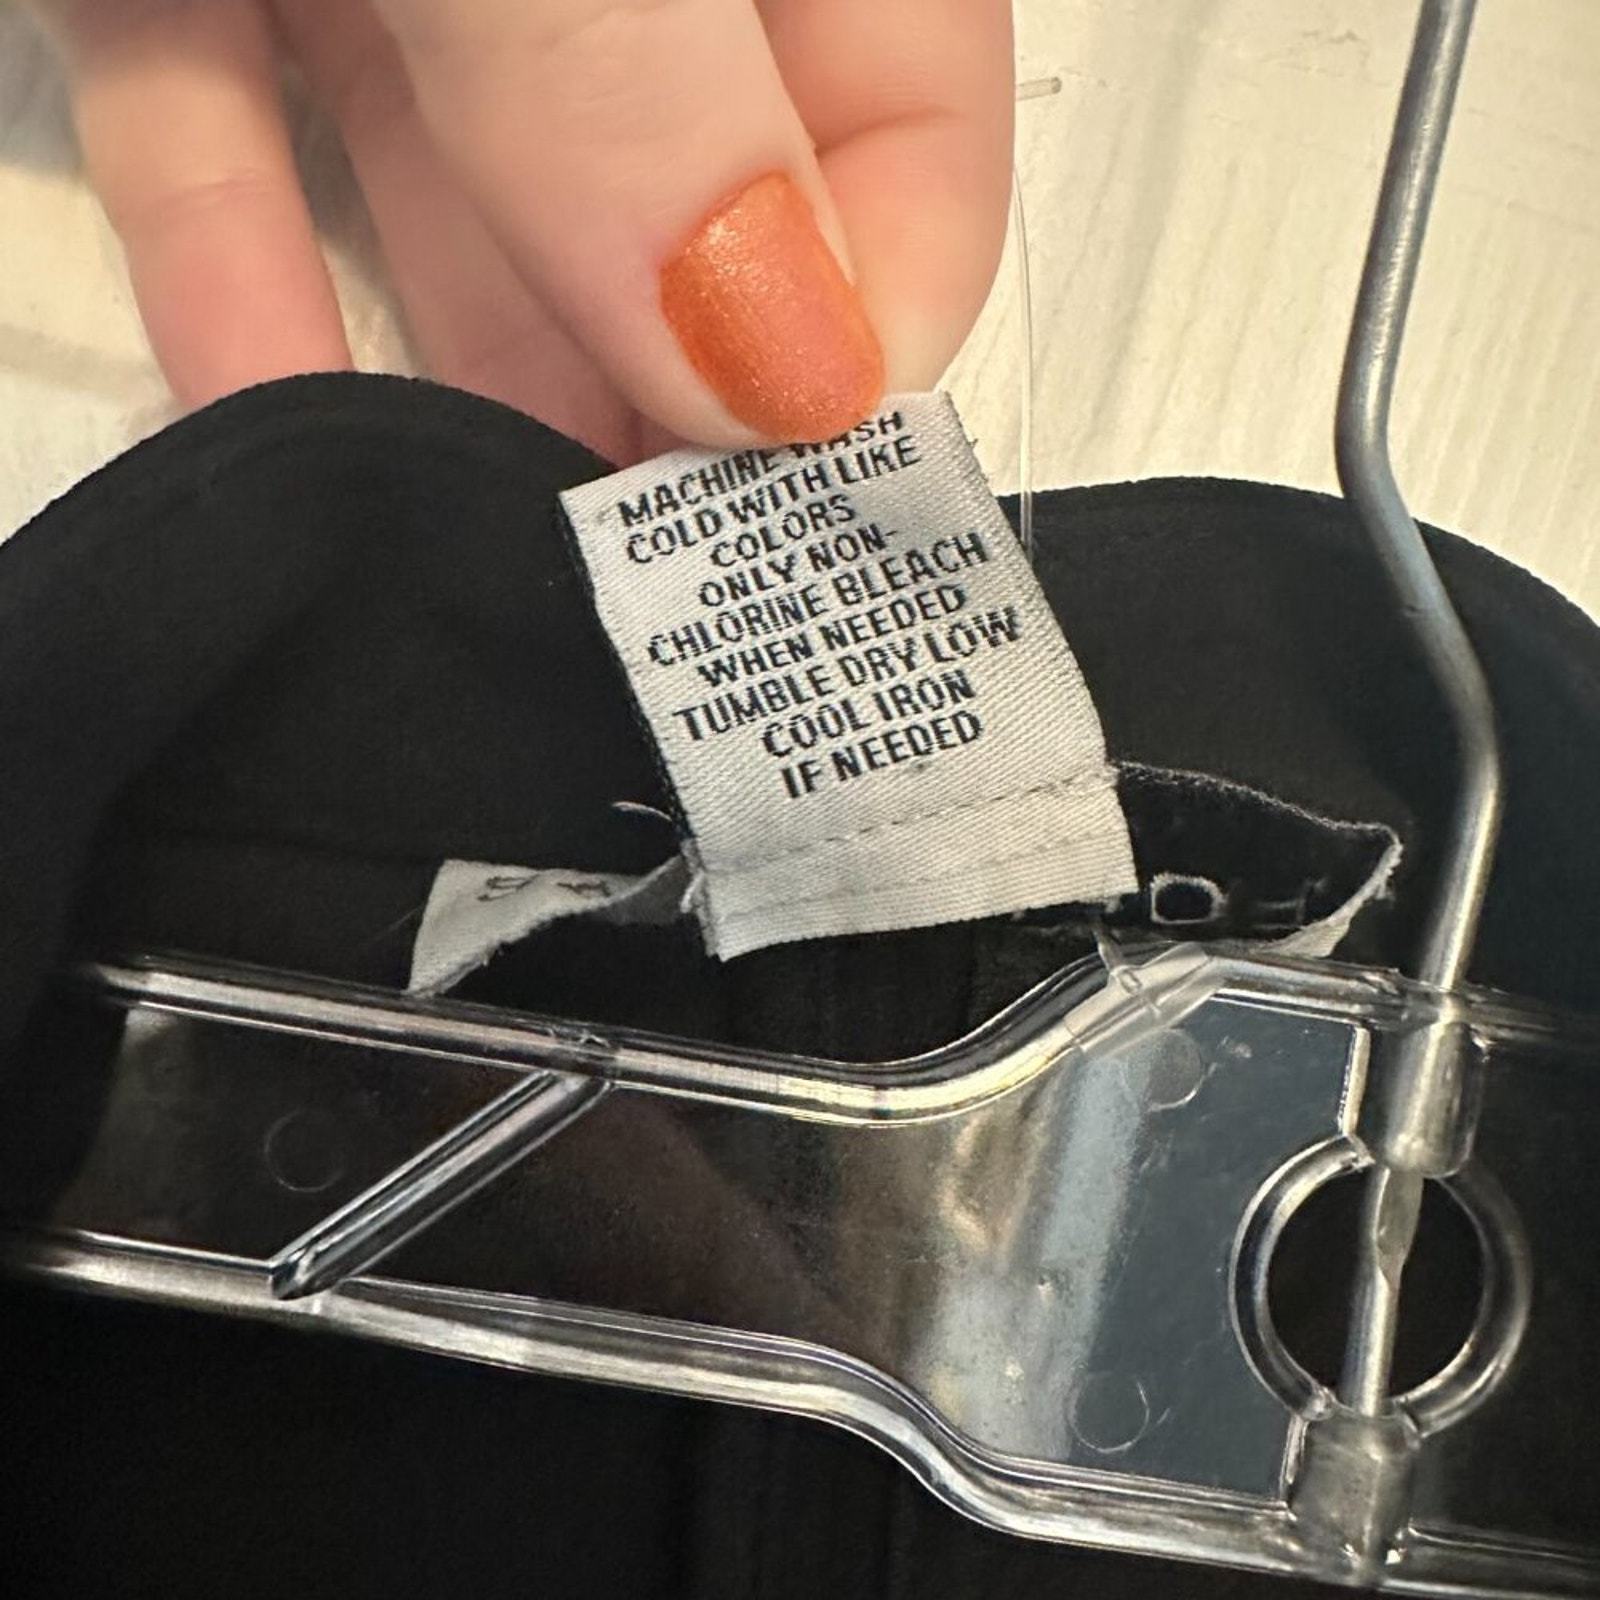 MACHINE WASH
COLD WITH LIKE
COLORS
ONLY NON-
CHLORINE BLEACH
WHEN NEEDED
TUMBLE DRY LOW
COOL IRON
IF NEEDED